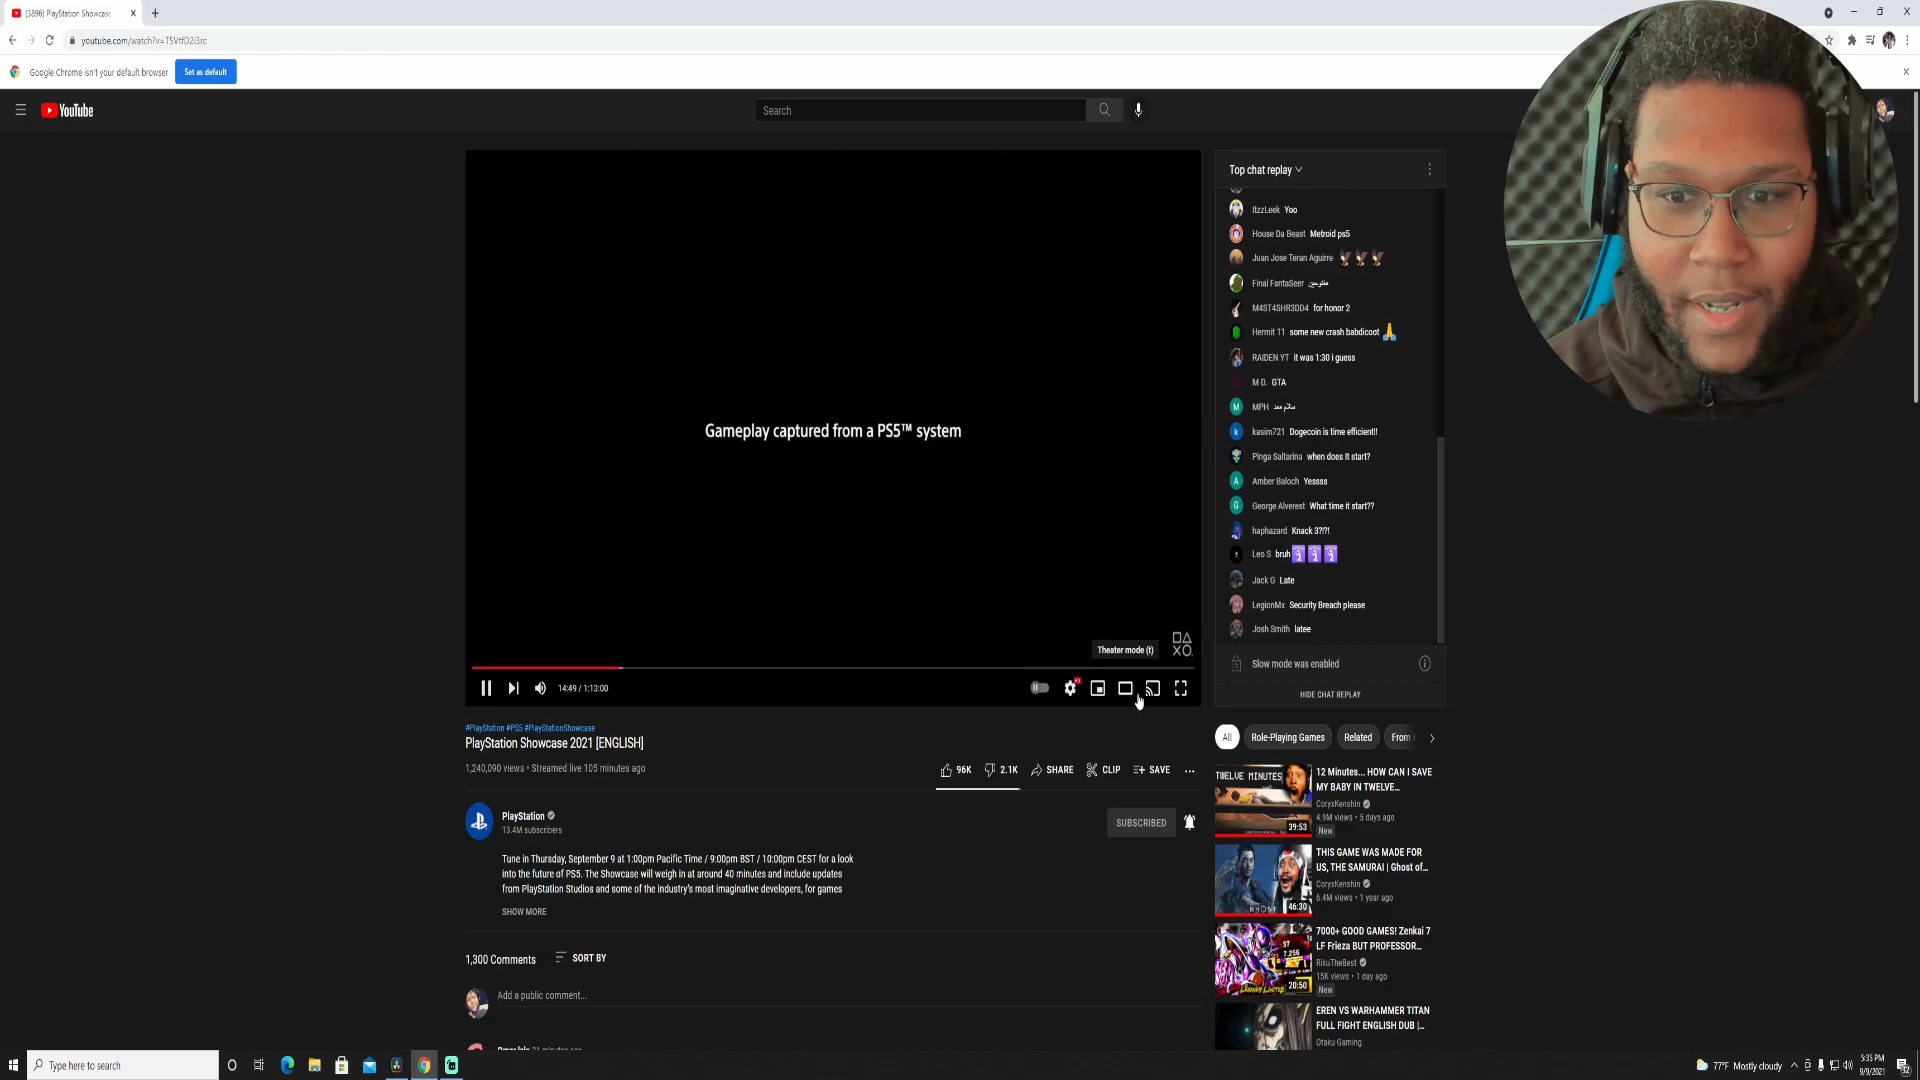 (3896) PlayStation Showcase
youtube.com/watch?v=T5VtfD2i3rc
Google Chrome isn't your default browser
Set as default
YouTube
Search
Gameplay captured from a PS5™ system
Theater mode (t)
14:49 / 1:13:00
#PlayStation #PS5 #PlayStationShowcase
PlayStation Showcase 2021 [ENGLISH]
1,240,090 views • Streamed live 105 minutes ago
96K
2.1K
SHARE
CLIP
SAVE
PlayStation
13.4M subscribers
SUBSCRIBED
Tune in Thursday, September 9 at 1:00pm Pacific Time / 9:00pm BST / 10:00pm CEST for a look
into the future of PS5. The Showcase will weigh in at around 40 minutes and include updates
from PlayStation Studios and some of the industry's most imaginative developers, for games
SHOW MORE
1,300 Comments
SORT BY
Add a public comment...
Top chat replay
ItzzLeek Yoo
House Da Beast Metroid ps5
Juan Jose Teran Aguirre
Final FantaSeer
M4ST4SHR3DD4 for honor 2
Hermit 11 some new crash babdicoot
RAIDEN YT it was 1:30 i guess
M D. GTA
MPH
kasim721 Dogecoin is time efficient!!
Pinga Saltarina when does It start?
Amber Baloch Yessss
George Alverest What time it start??
haphazard Knack 3?!?!
Leo S bruh
Jack G Late
LegionMx Security Breach please
Josh Smith latee
Slow mode was enabled
HIDE CHAT REPLAY
All
Role-Playing Games
Related
From
TWELVE MINUTES
39:53
12 Minutes... HOW CAN I SAVE
MY BABY IN TWELVE...
CoryxKenshin
4.9M views • 5 days ago
New
GHOST
46:30
THIS GAME WAS MADE FOR
US, THE SAMURAI | Ghost of...
CoryxKenshin
6.4M views • 1 year ago
20:50
7000+ GOOD GAMES! Zenkai 7
LF Frieza BUT PROFESSOR...
RikuTheBest
15K views • 1 day ago
New
EREN VS WARHAMMER TITAN
FULL FIGHT ENGLISH DUB |...
Otaku Gaming
Type here to search
77°F Mostly cloudy
5:35 PM
9/9/2021